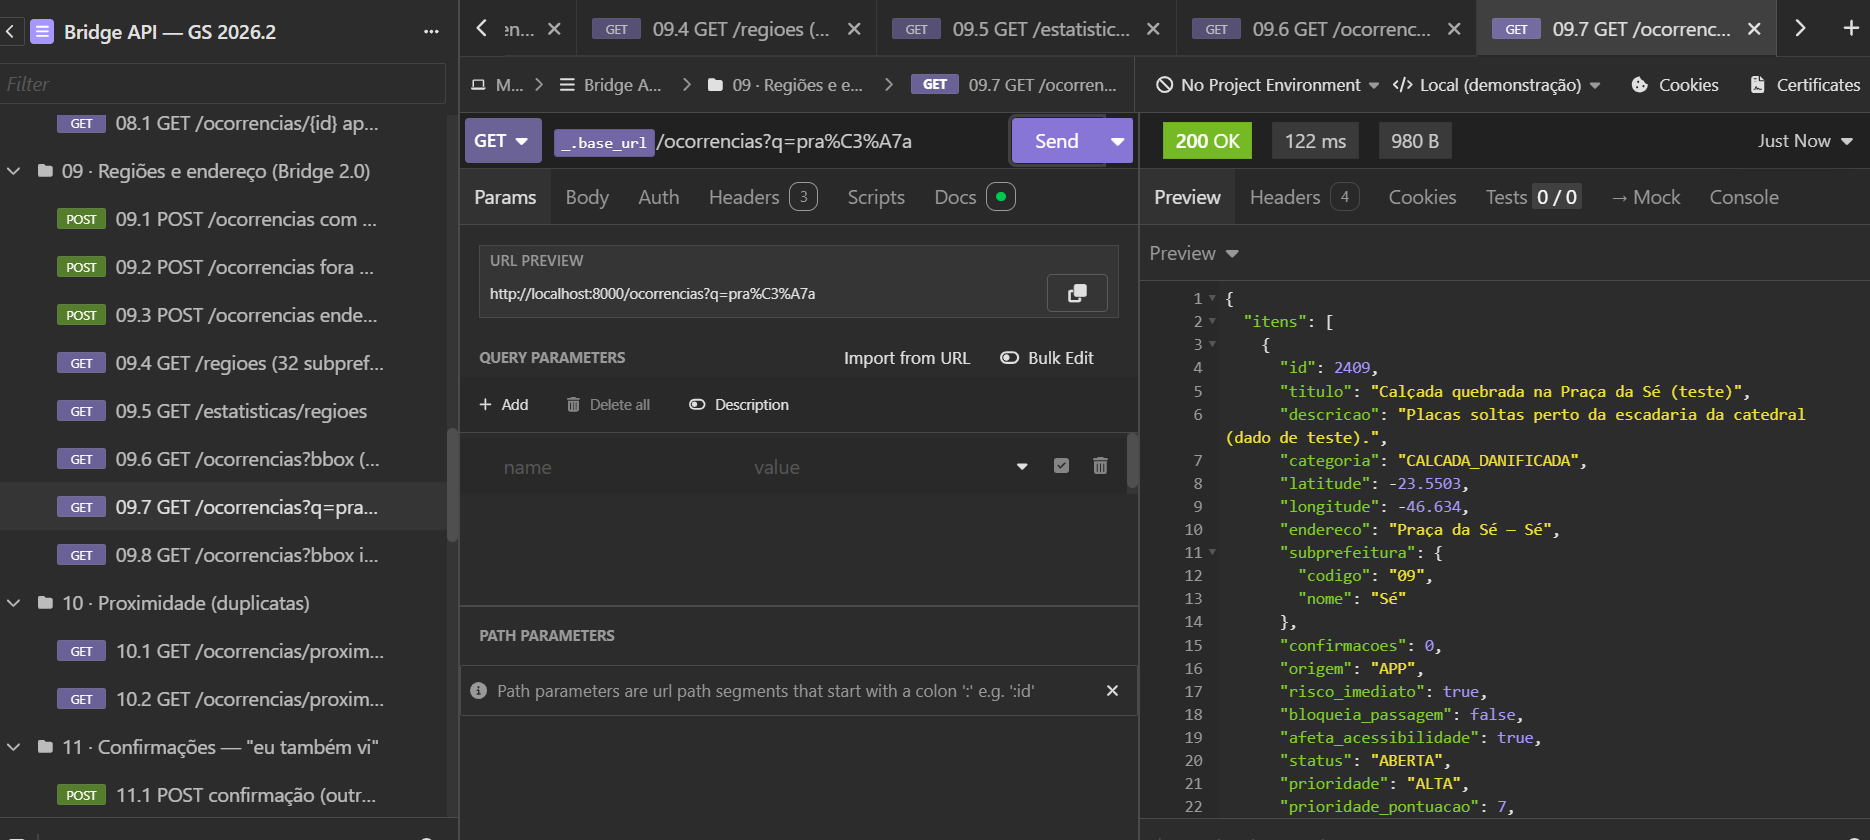 Bridge API — GS 2026.2
Filter
GET 08.1 GET /ocorrencias/{id} ap...
09 · Regiões e endereço (Bridge 2.0)
POST 09.1 POST /ocorrencias com ...
POST 09.2 POST /ocorrencias fora ...
POST 09.3 POST /ocorrencias ende...
GET 09.4 GET /regioes (32 subpref...
GET 09.5 GET /estatisticas/regioes
GET 09.6 GET /ocorrencias?bbox (...
GET 09.7 GET /ocorrencias?q=pra...
GET 09.8 GET /ocorrencias?bbox i...
10 · Proximidade (duplicatas)
GET 10.1 GET /ocorrencias/proxim...
GET 10.2 GET /ocorrencias/proxim...
11 · Confirmações — "eu também vi"
POST 11.1 POST confirmação (outr...
en... GET 09.4 GET /regioes (... GET 09.5 GET /estatistic... GET 09.6 GET /ocorrenc... GET 09.7 GET /ocorrenc...
M... Bridge A... 09 · Regiões e e... GET 09.7 GET /ocorren...
No Project Environment </> Local (demonstração) Cookies Certificates
GET _.base_url /ocorrencias?q=pra%C3%A7a Send
Params Body Auth Headers 3 Scripts Docs
URL PREVIEW
http://localhost:8000/ocorrencias?q=pra%C3%A7a
QUERY PARAMETERS Import from URL Bulk Edit
+ Add Delete all Description
name value
PATH PARAMETERS
Path parameters are url path segments that start with a colon ':' e.g. ':id'
200 OK 122 ms 980 B Just Now
Preview Headers 4 Cookies Tests 0 / 0 → Mock Console
Preview
1 {
2 "itens": [
3 {
4 "id": 2409,
5 "titulo": "Calçada quebrada na Praça da Sé (teste)",
6 "descricao": "Placas soltas perto da escadaria da catedral
(dado de teste).",
7 "categoria": "CALCADA_DANIFICADA",
8 "latitude": -23.5503,
9 "longitude": -46.634,
10 "endereco": "Praça da Sé — Sé",
11 "subprefeitura": {
12 "codigo": "09",
13 "nome": "Sé"
14 },
15 "confirmacoes": 0,
16 "origem": "APP",
17 "risco_imediato": true,
18 "bloqueia_passagem": false,
19 "afeta_acessibilidade": true,
20 "status": "ABERTA",
21 "prioridade": "ALTA",
22 "prioridade_pontuacao": 7,